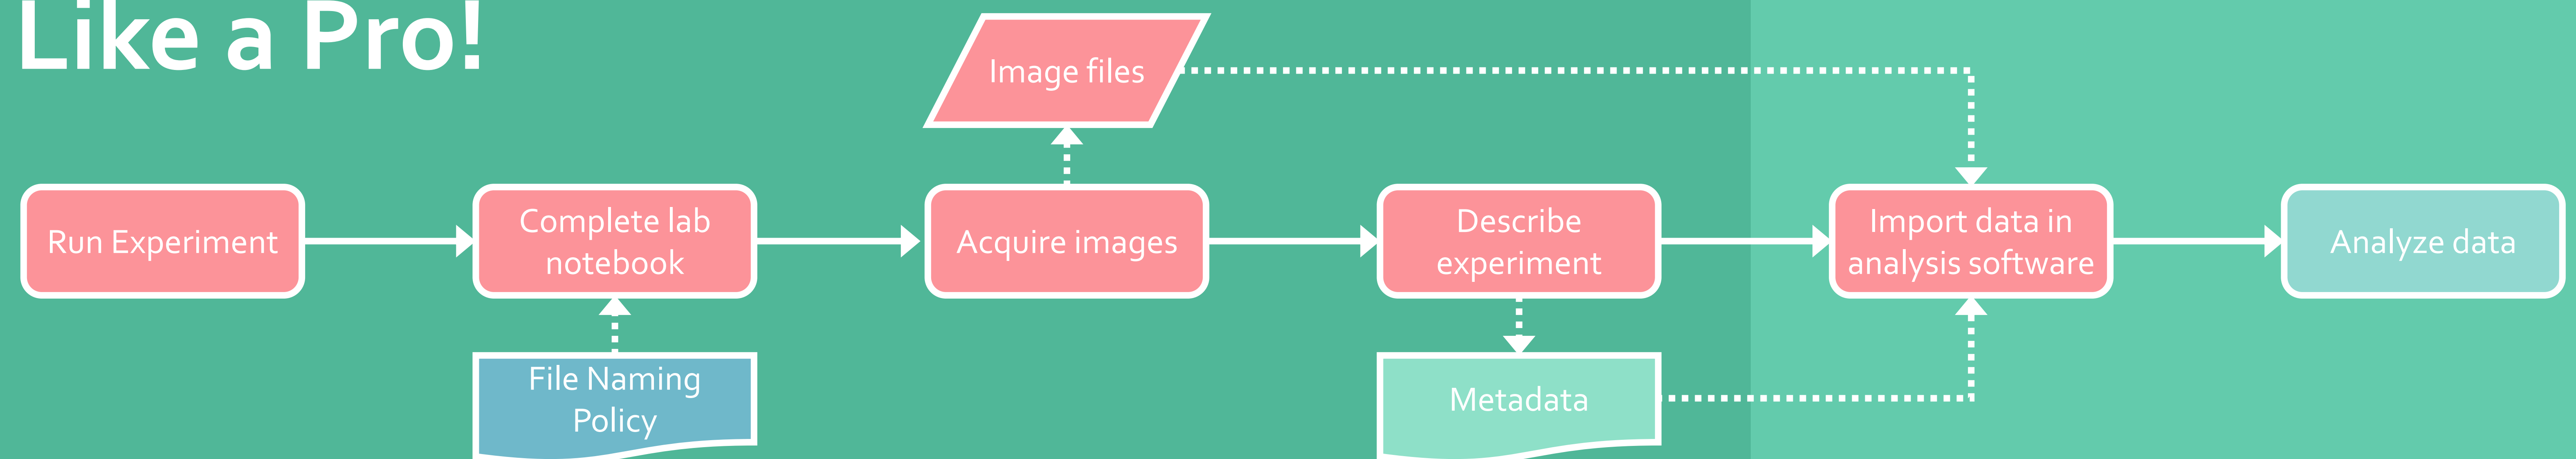 Like a Pro!
Image files
Run Experiment
Complete lab
notebook
Acquire images
Describe
experiment
Import data in
analysis software
Analyze data
File Naming
Policy
Metadata